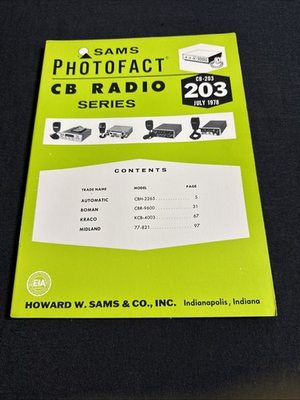 SAMS
PHOTOFACT®
CB RADIO
SERIES
CB-203
203
JULY 1978
CONTENTS
TRADE NAME MODEL PAGE
AUTOMATIC CBH-2265 5
BOMAN CBR-9600 31
KRACO KCB-4003 67
MIDLAND 77-821 97
EIA
HOWARD W. SAMS & CO., INC. Indianapolis, Indiana